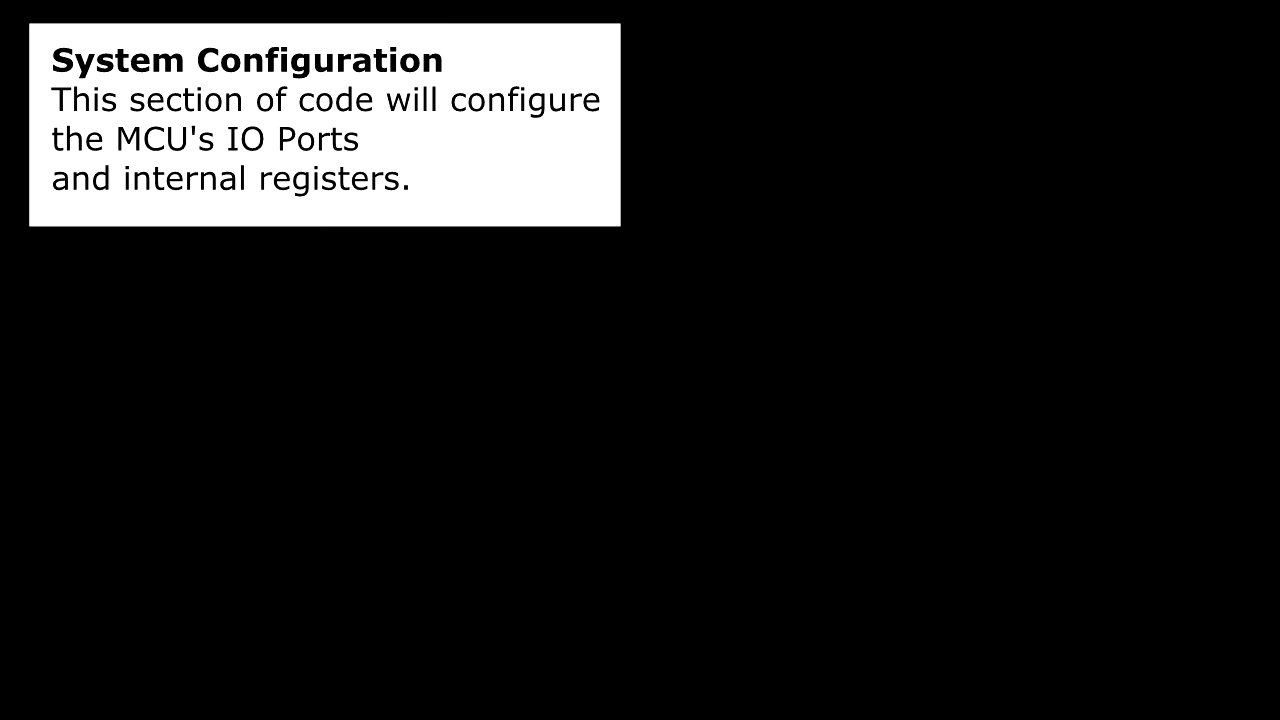 System Configuration
This section of code will configure
the MCU's IO Ports
and internal registers.